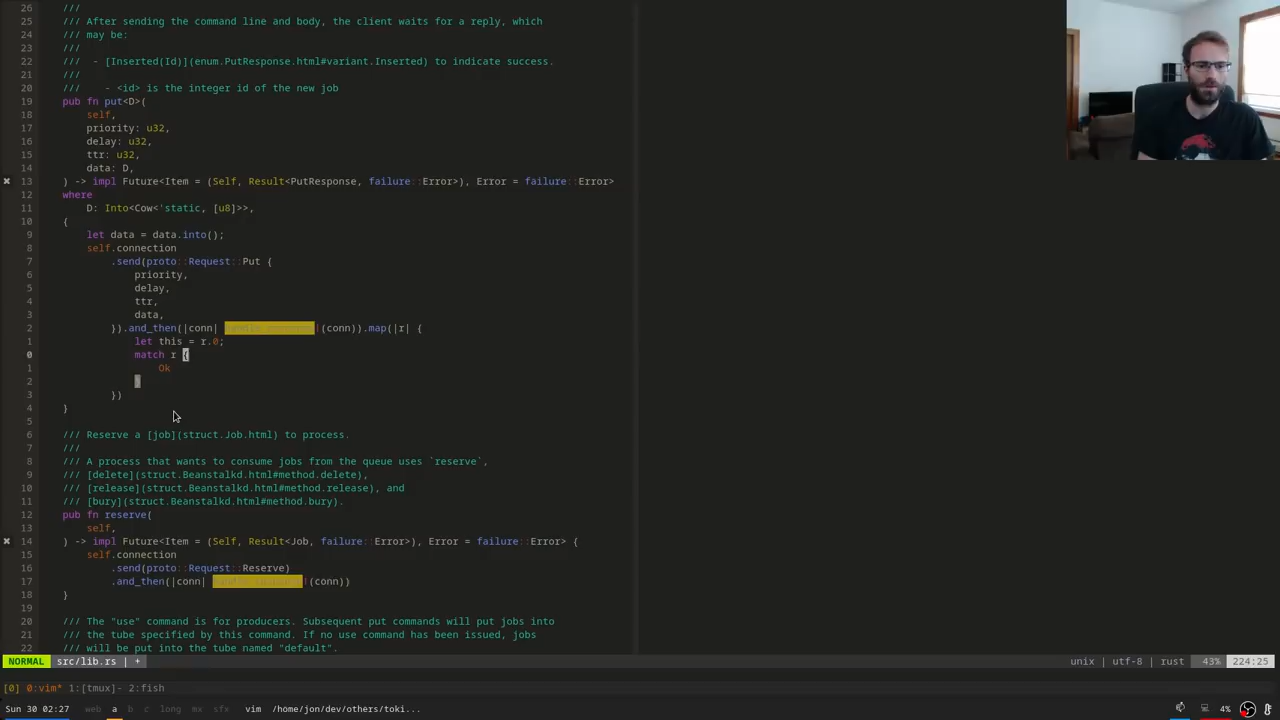 26 ///
25 /// After sending the command line and body, the client waits for a reply, which
24 /// may be:
23 ///
22 ///  - [Inserted(Id)](enum.PutResponse.html#variant.Inserted) to indicate success.
21 ///
20 ///    - <id> is the integer id of the new job
19 pub fn put<D>(
18 self,
17 priority: u32,
16 delay: u32,
15 ttr: u32,
14 data: D,
✖ 13 ) -> impl Future<Item = (Self, Result<PutResponse, failure::Error>), Error = failure::Error>
12 where
11 D: Into<Cow<'static, [u8]>>,
10 {
9 let data = data.into();
8 self.connection
7 .send(proto::Request::Put {
6 priority,
5 delay,
4 ttr,
3 data,
2 }).and_then(|conn| !(conn)).map(|r| {
1 let this = r.0;
0 match r {
1 Ok
2 }
3 })
4 }
5
6 /// Reserve a [job](struct.Job.html) to process.
7 ///
8 /// A process that wants to consume jobs from the queue uses `reserve`,
9 /// [delete](struct.Beanstalkd.html#method.delete),
10 /// [release](struct.Beanstalkd.html#method.release), and
11 /// [bury](struct.Beanstalkd.html#method.bury).
12 pub fn reserve(
13 self,
✖ 14 ) -> impl Future<Item = (Self, Result<Job, failure::Error>), Error = failure::Error> {
15 self.connection
16 .send(proto::Request::Reserve)
17 .and_then(|conn| !(conn))
18 }
19
20 /// The "use" command is for producers. Subsequent put commands will put jobs into
21 /// the tube specified by this command. If no use command has been issued, jobs
22 /// will be put into the tube named "default".
NORMAL src/lib.rs | + unix | utf-8 | rust 43% 224:25
[0] 0:vim* 1:[tmux]- 2:fish
Sun 30 02:27 web a b c long mx sfx vim /home/jon/dev/others/toki... 4%